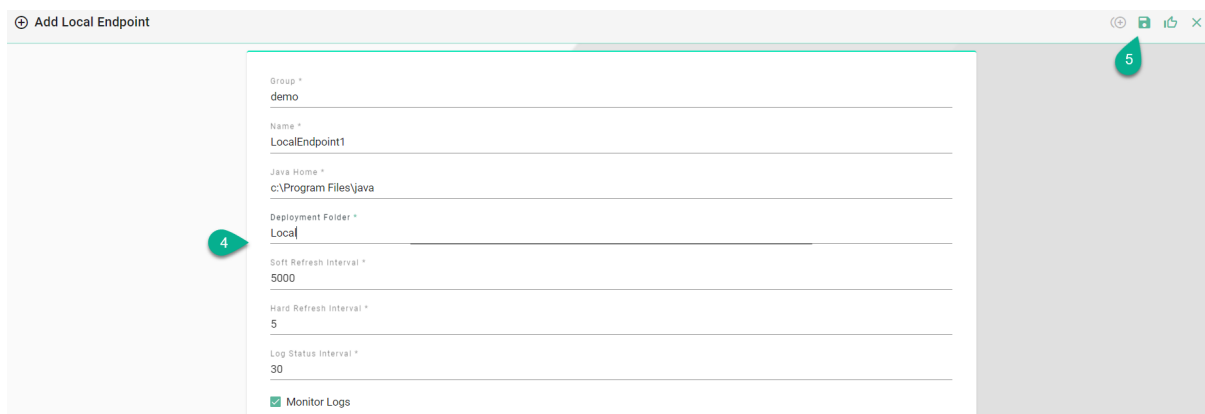 Add Local Endpoint
5
Group *
demo
Name *
LocalEndpoint1
Java Home *
c:\Program Files\java
Deployment Folder *
Local
4
Soft Refresh Interval *
5000
Hard Refresh Interval *
5
Log Status Interval *
30
Monitor Logs